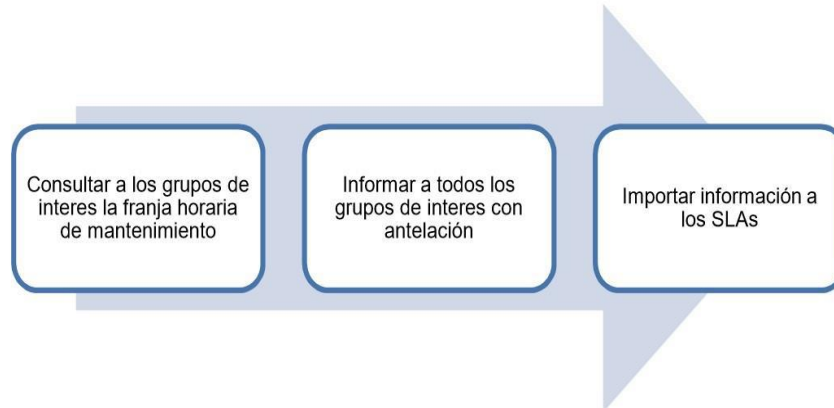 Consultar a los grupos de
interes la franja horaria
de mantenimiento
Informar a todos los
grupos de interes con
antelación
Importar información a
los SLAs